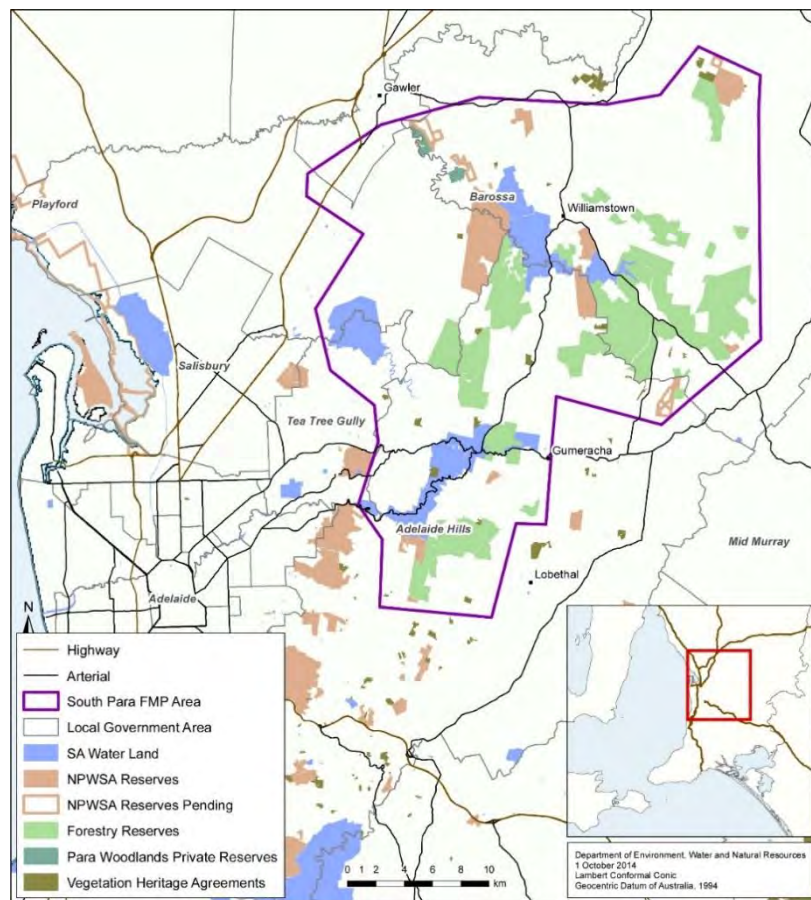 Gawler
Playford
Barossa
Williamstown
Salisbury
Tea Tree Gully
Gumeracha
Adelaide Hills
Mid Murray
Lobethal
Adelaide
N
Highway
Arterial
South Para FMP Area
Local Government Area
SA Water Land
NPWSA Reserves
NPWSA Reserves Pending
Forestry Reserves
Para Woodlands Private Reserves
Vegetation Heritage Agreements
0 1 2 4 6 8 10
km
Department of Environment, Water and Natural Resources
1 October 2014
Lambert Conformal Conic
Geocentric Datum of Australia, 1994